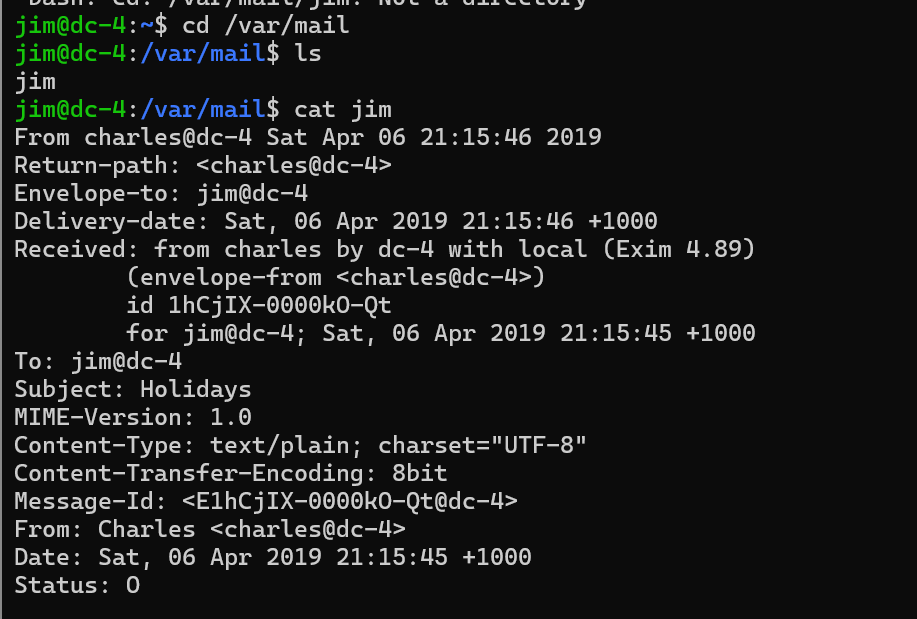 -bash: cd: /var/mail/jim: Not a directory
jim@dc-4:~$ cd /var/mail
jim@dc-4:/var/mail$ ls
jim
jim@dc-4:/var/mail$ cat jim
From charles@dc-4 Sat Apr 06 21:15:46 2019
Return-path: <charles@dc-4>
Envelope-to: jim@dc-4
Delivery-date: Sat, 06 Apr 2019 21:15:46 +1000
Received: from charles by dc-4 with local (Exim 4.89)
        (envelope-from <charles@dc-4>)
        id 1hCjIX-0000kO-Qt
        for jim@dc-4; Sat, 06 Apr 2019 21:15:45 +1000
To: jim@dc-4
Subject: Holidays
MIME-Version: 1.0
Content-Type: text/plain; charset="UTF-8"
Content-Transfer-Encoding: 8bit
Message-Id: <E1hCjIX-0000kO-Qt@dc-4>
From: Charles <charles@dc-4>
Date: Sat, 06 Apr 2019 21:15:45 +1000
Status: O